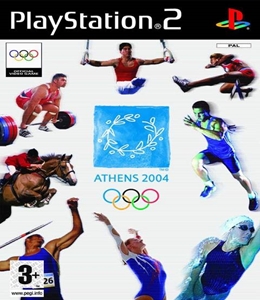 PlayStation®2
PAL
OFFICIAL
VIDEO GAME
ATHENS 2004
3+
www.pegi.info
26